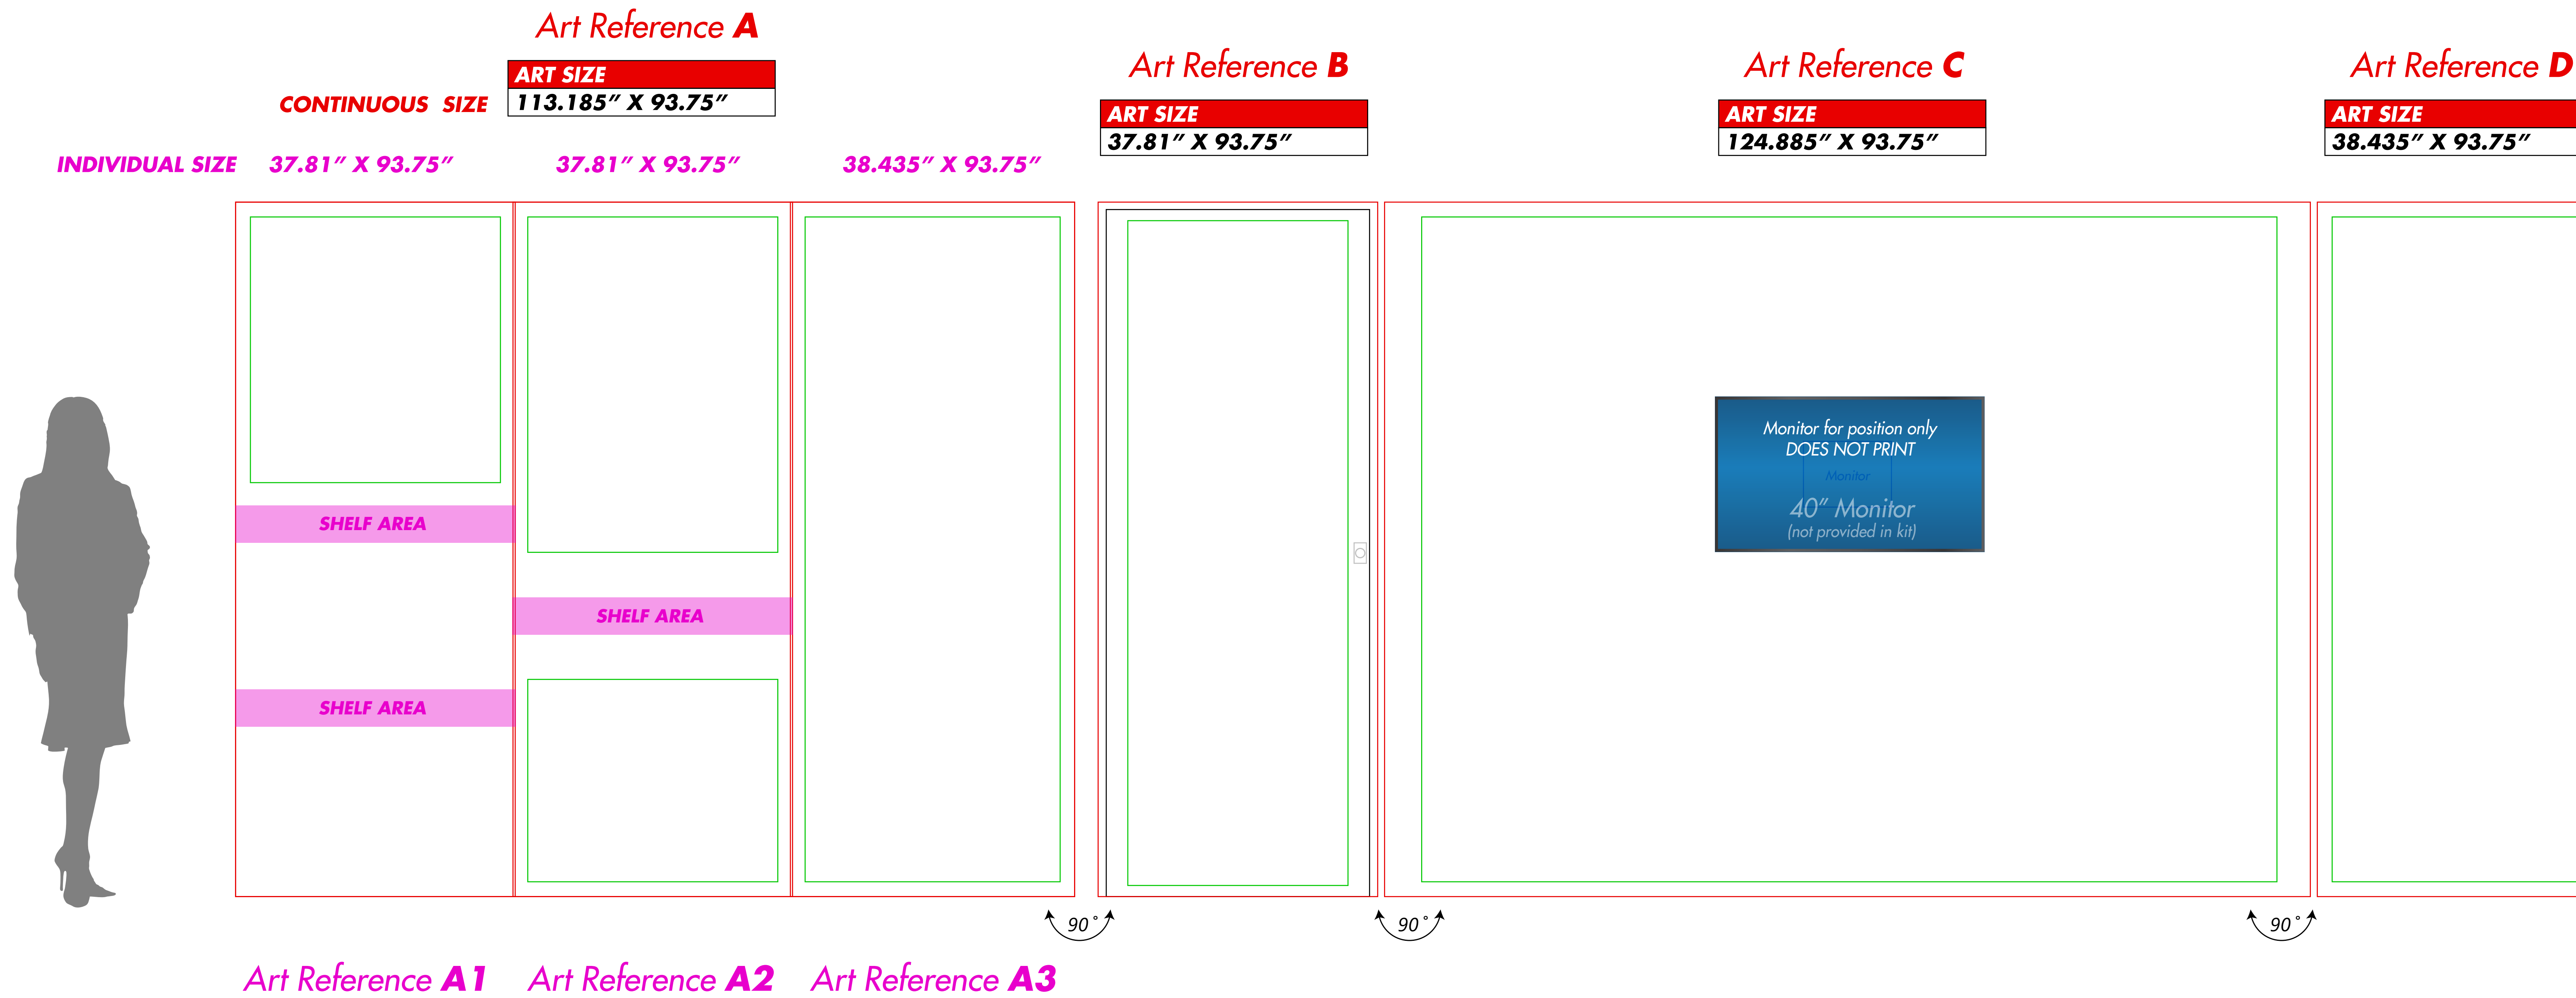 Art Reference A
ART SIZE
CONTINUOUS SIZE
113.185” X 93.75”
INDIVIDUAL SIZE
37.81” X 93.75”
37.81” X 93.75”
38.435” X 93.75”
Art Reference B
ART SIZE
37.81” X 93.75”
Art Reference C
ART SIZE
124.885” X 93.75”
Art Reference D
ART SIZE
38.435” X 93.75”
SHELF AREA
SHELF AREA
SHELF AREA
Monitor for position only
DOES NOT PRINT
Monitor
40” Monitor
(not provided in kit)
90°
90°
90°
Art Reference A1
Art Reference A2
Art Reference A3